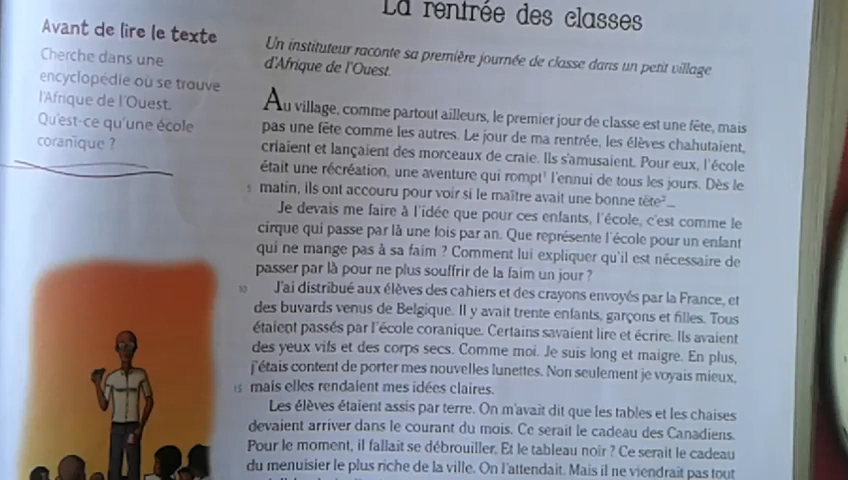 La rentrée des classes
Avant de lire le texte
Cherche dans une
encyclopédie où se trouve
l'Afrique de l'Ouest.
Qu'est-ce qu'une école
coranique ?
Un instituteur raconte sa première journée de classe dans un petit village
d'Afrique de l'Ouest.
Au village, comme partout ailleurs, le premier jour de classe est une fête, mais
pas une fête comme les autres. Le jour de ma rentrée, les élèves chahutaient,
criaient et lançaient des morceaux de craie. Ils s'amusaient. Pour eux, l'école
était une récréation, une aventure qui rompt¹ l'ennui de tous les jours. Dès le
5 matin, ils ont accouru pour voir si le maître avait une bonne tête²...
Je devais me faire à l'idée que pour ces enfants, l'école, c'est comme le
cirque qui passe par là une fois par an. Que représente l'école pour un enfant
qui ne mange pas à sa faim ? Comment lui expliquer qu'il est nécessaire de
passer par là pour ne plus souffrir de la faim un jour ?
10 J'ai distribué aux élèves des cahiers et des crayons envoyés par la France, et
des buvards venus de Belgique. Il y avait trente enfants, garçons et filles. Tous
étaient passés par l'école coranique. Certains savaient lire et écrire. Ils avaient
des yeux vifs et des corps secs. Comme moi. Je suis long et maigre. En plus,
j'étais content de porter mes nouvelles lunettes. Non seulement je voyais mieux,
15 mais elles rendaient mes idées claires.
Les élèves étaient assis par terre. On m'avait dit que les tables et les chaises
devaient arriver dans le courant du mois. Ce serait le cadeau des Canadiens.
Pour le moment, il fallait se débrouiller. Et le tableau noir ? Ce serait le cadeau
du menuisier le plus riche de la ville. On l'attendait. Mais il ne viendrait pas tout